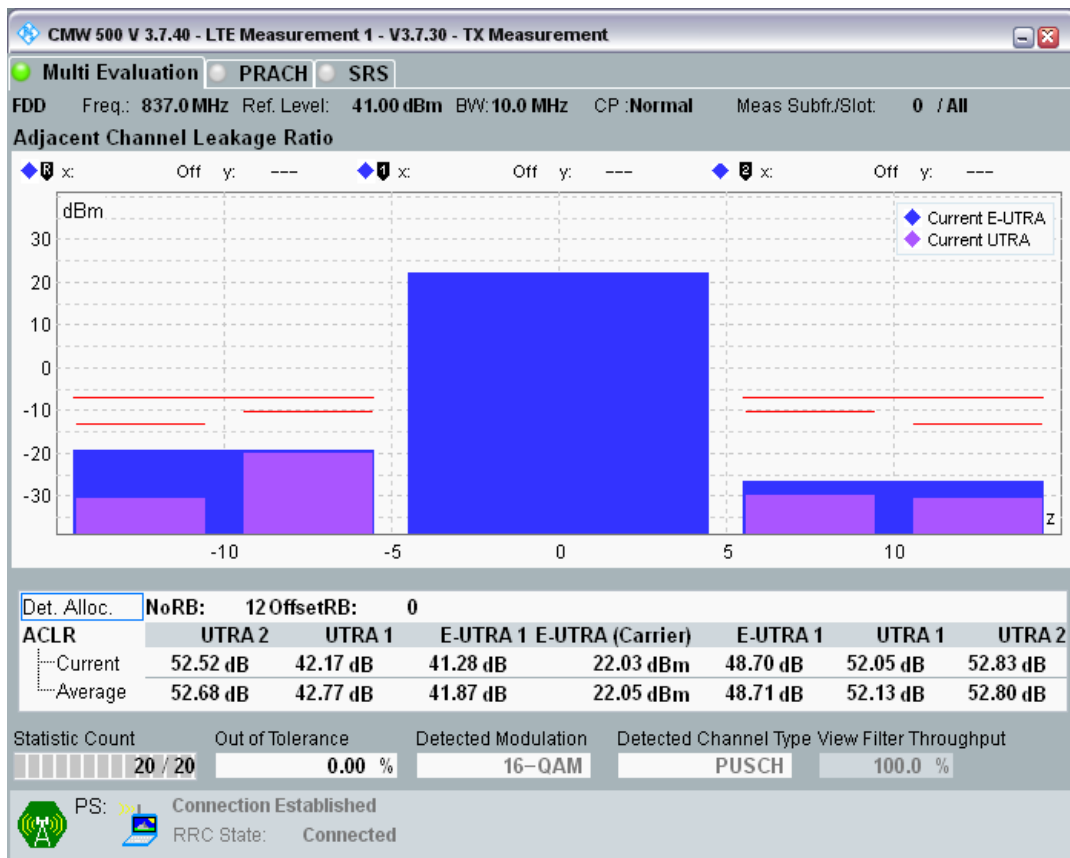 CMW 500 V 3.7.40 - LTE Measurement 1 - V3.7.30 - TX Measurement
Multi Evaluation PRACH SRS
FDD Freq.: 837.0 MHz Ref. Level: 41.00 dBm BW: 10.0 MHz CP :Normal Meas Subfr./Slot: 0 / All
Adjacent Channel Leakage Ratio
R x: Off y: --- 1 x: Off y: --- 2 x: Off y: ---
dBm
Current E-UTRA
Current UTRA
30
20
10
0
-10
-20
-30
z
-10 -5 0 5 10
Det. Alloc. NoRB: 12 OffsetRB: 0
ACLR UTRA 2 UTRA 1 E-UTRA 1 E-UTRA (Carrier) E-UTRA 1 UTRA 1 UTRA 2
Current 52.52 dB 42.17 dB 41.28 dB 22.03 dBm 48.70 dB 52.05 dB 52.83 dB
Average 52.68 dB 42.77 dB 41.87 dB 22.05 dBm 48.71 dB 52.13 dB 52.80 dB
Statistic Count Out of Tolerance Detected Modulation Detected Channel Type View Filter Throughput
20 / 20 0.00 % 16-QAM PUSCH 100.0 %
PS: Connection Established
RRC State: Connected